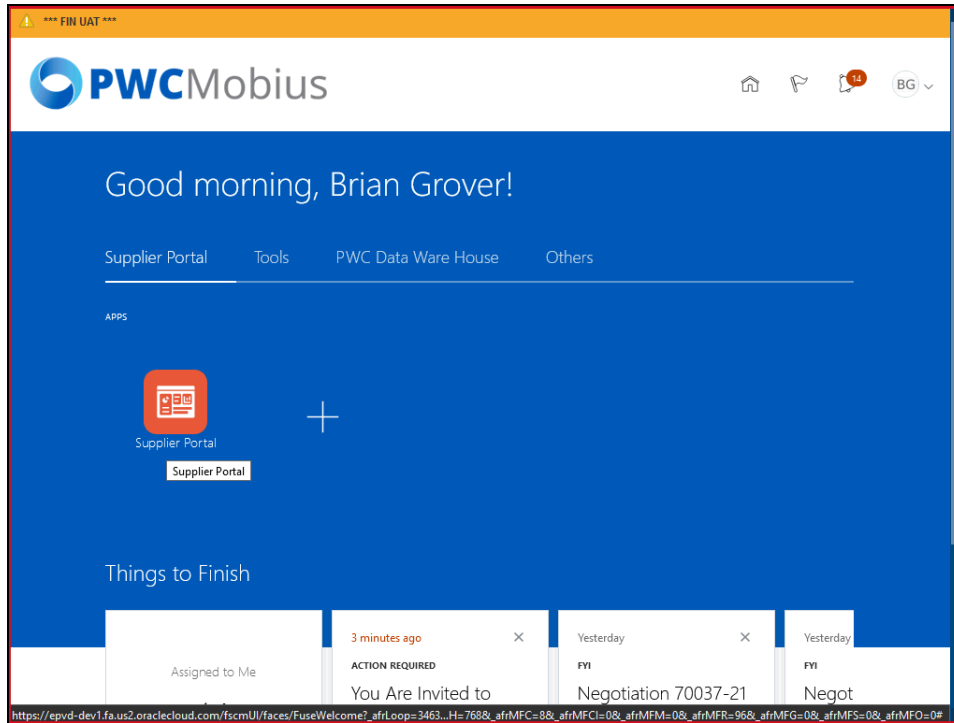 *** FIN UAT ***
PWCMobius
14
BG
Good morning, Brian Grover!
Supplier Portal Tools PWC Data Ware House Others
APPS
Supplier Portal
Supplier Portal
Things to Finish
Assigned to Me
3 minutes ago
ACTION REQUIRED
You Are Invited to
Yesterday
FYI
Negotiation 70037-21
Yesterday
FYI
Negot
https://epvd-dev1.fa.us2.oraclecloud.com/fscmUI/faces/FuseWelcome?_afrLoop=3463...H=768&_afrMFC=8&_afrMFCI=0&_afrMFM=0&_afrMFR=96&_afrMFG=0&_afrMFS=0&_afrMFO=0#